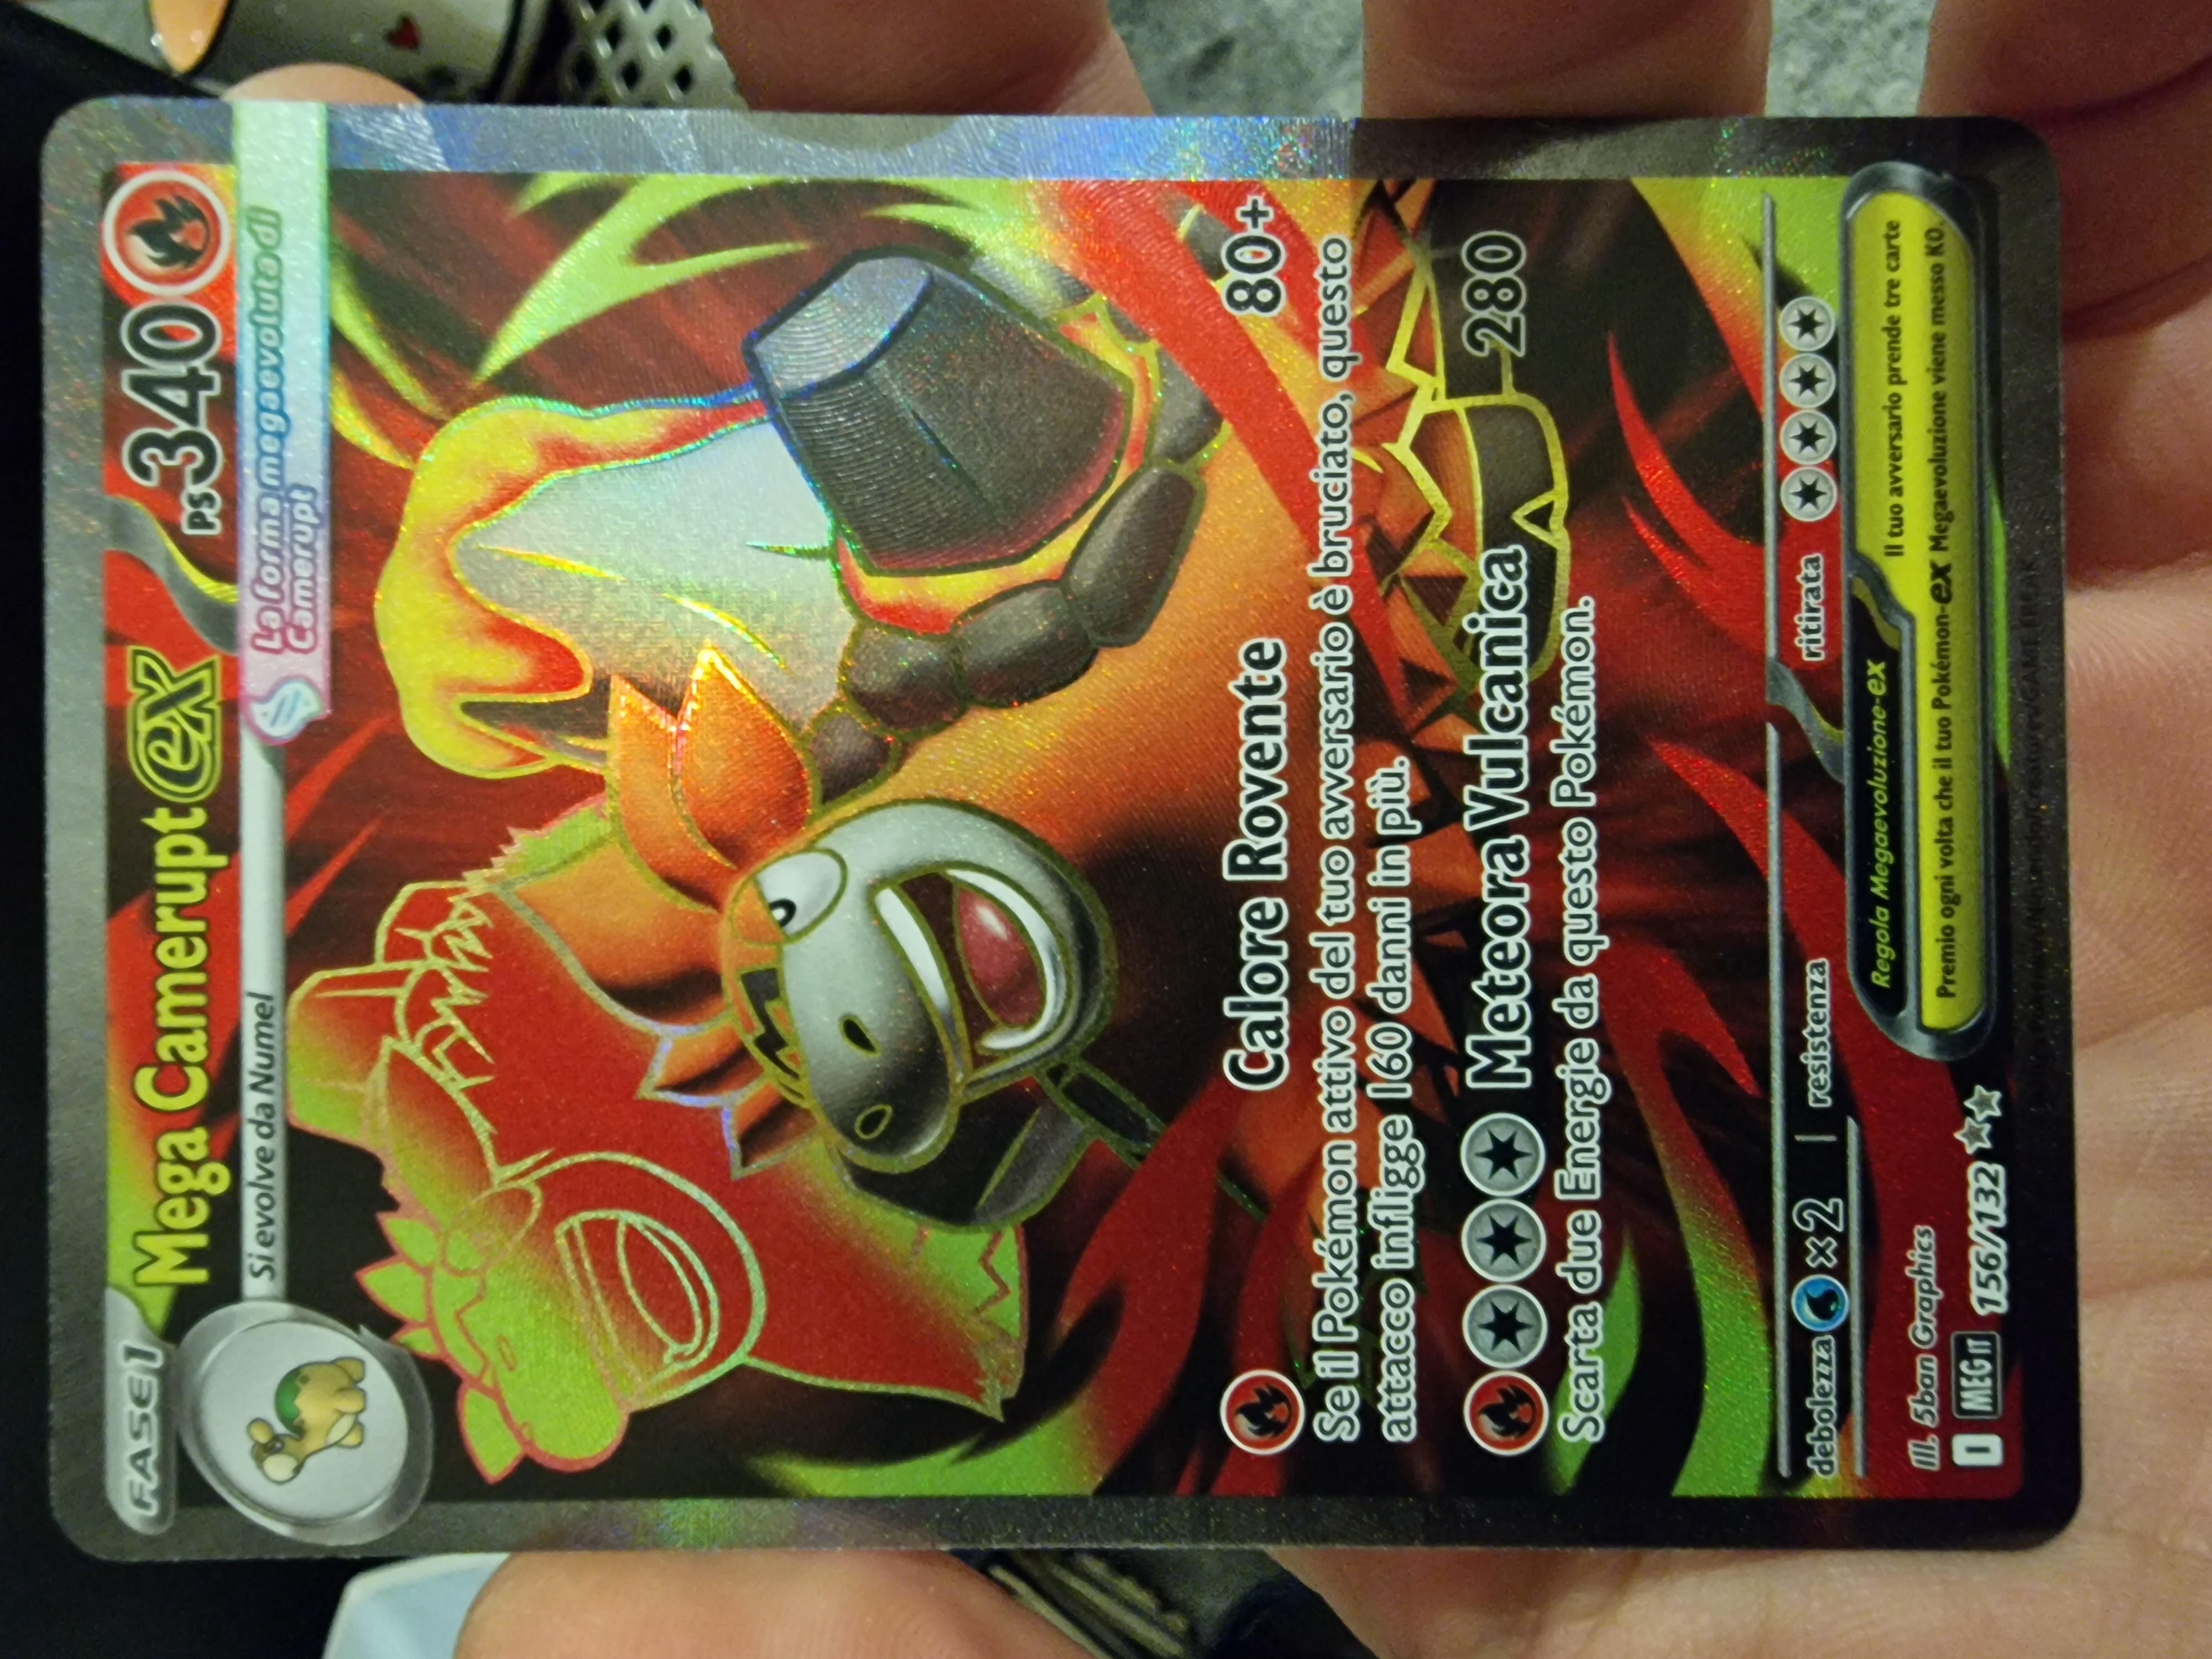 FASE 1
Mega Camerupt ex
PS 340
Si evolve da Numel
La forma megaevoluta di
Camerupt
Calore Rovente 80+
Se il Pokémon attivo del tuo avversario è bruciato, questo
attacco infligge 160 danni in più.
Meteora Vulcanica 280
Scarta due Energie da questo Pokémon.
debolezza ×2 resistenza ritirata
Regola Megaevoluzione-ex
Il tuo avversario prende tre carte
Premio ogni volta che il tuo Pokémon-ex Megaevoluzione viene messo KO.
Ill. 5ban Graphics
I MEG IT 156/132
GAME FREAK